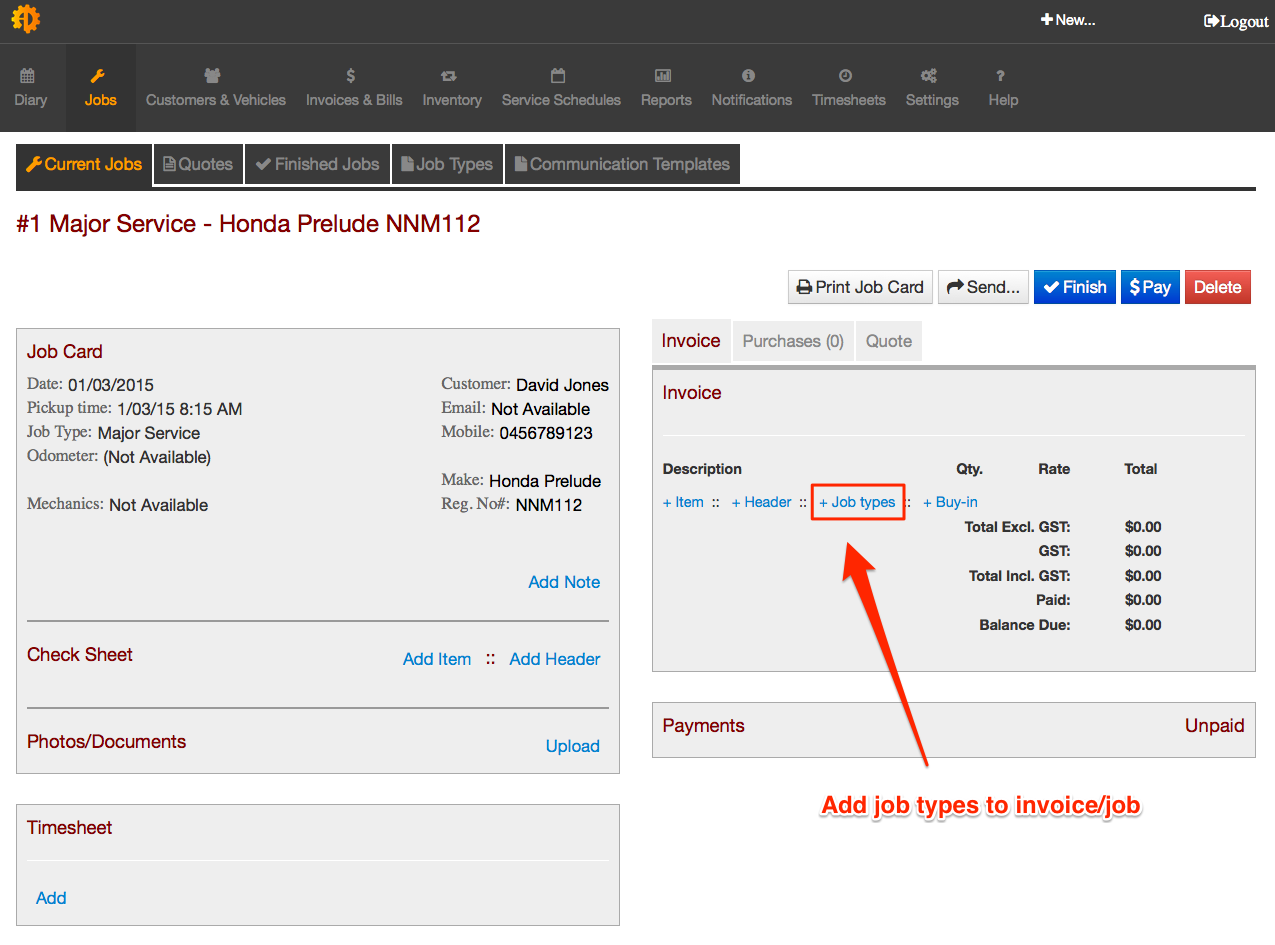 New...
Logout
Diary Jobs Customers & Vehicles Invoices & Bills Inventory Service Schedules Reports Notifications Timesheets Settings Help
Current Jobs Quotes Finished Jobs Job Types Communication Templates
#1 Major Service - Honda Prelude NNM112
Print Job Card Send... Finish $ Pay Delete
Job Card
Date: 01/03/2015
Pickup time: 1/03/15 8:15 AM
Job Type: Major Service
Odometer: (Not Available)
Mechanics: Not Available
Customer: David Jones
Email: Not Available
Mobile: 0456789123
Make: Honda Prelude
Reg. No#: NNM112
Add Note
Check Sheet
Add Item :: Add Header
Photos/Documents
Upload
Timesheet
Add
Invoice Purchases (0) Quote
Invoice
Description Qty. Rate Total
+ Item :: + Header :: + Job types :: + Buy-in
Total Excl. GST: $0.00
GST: $0.00
Total Incl. GST: $0.00
Paid: $0.00
Balance Due: $0.00
Payments Unpaid
Add job types to invoice/job